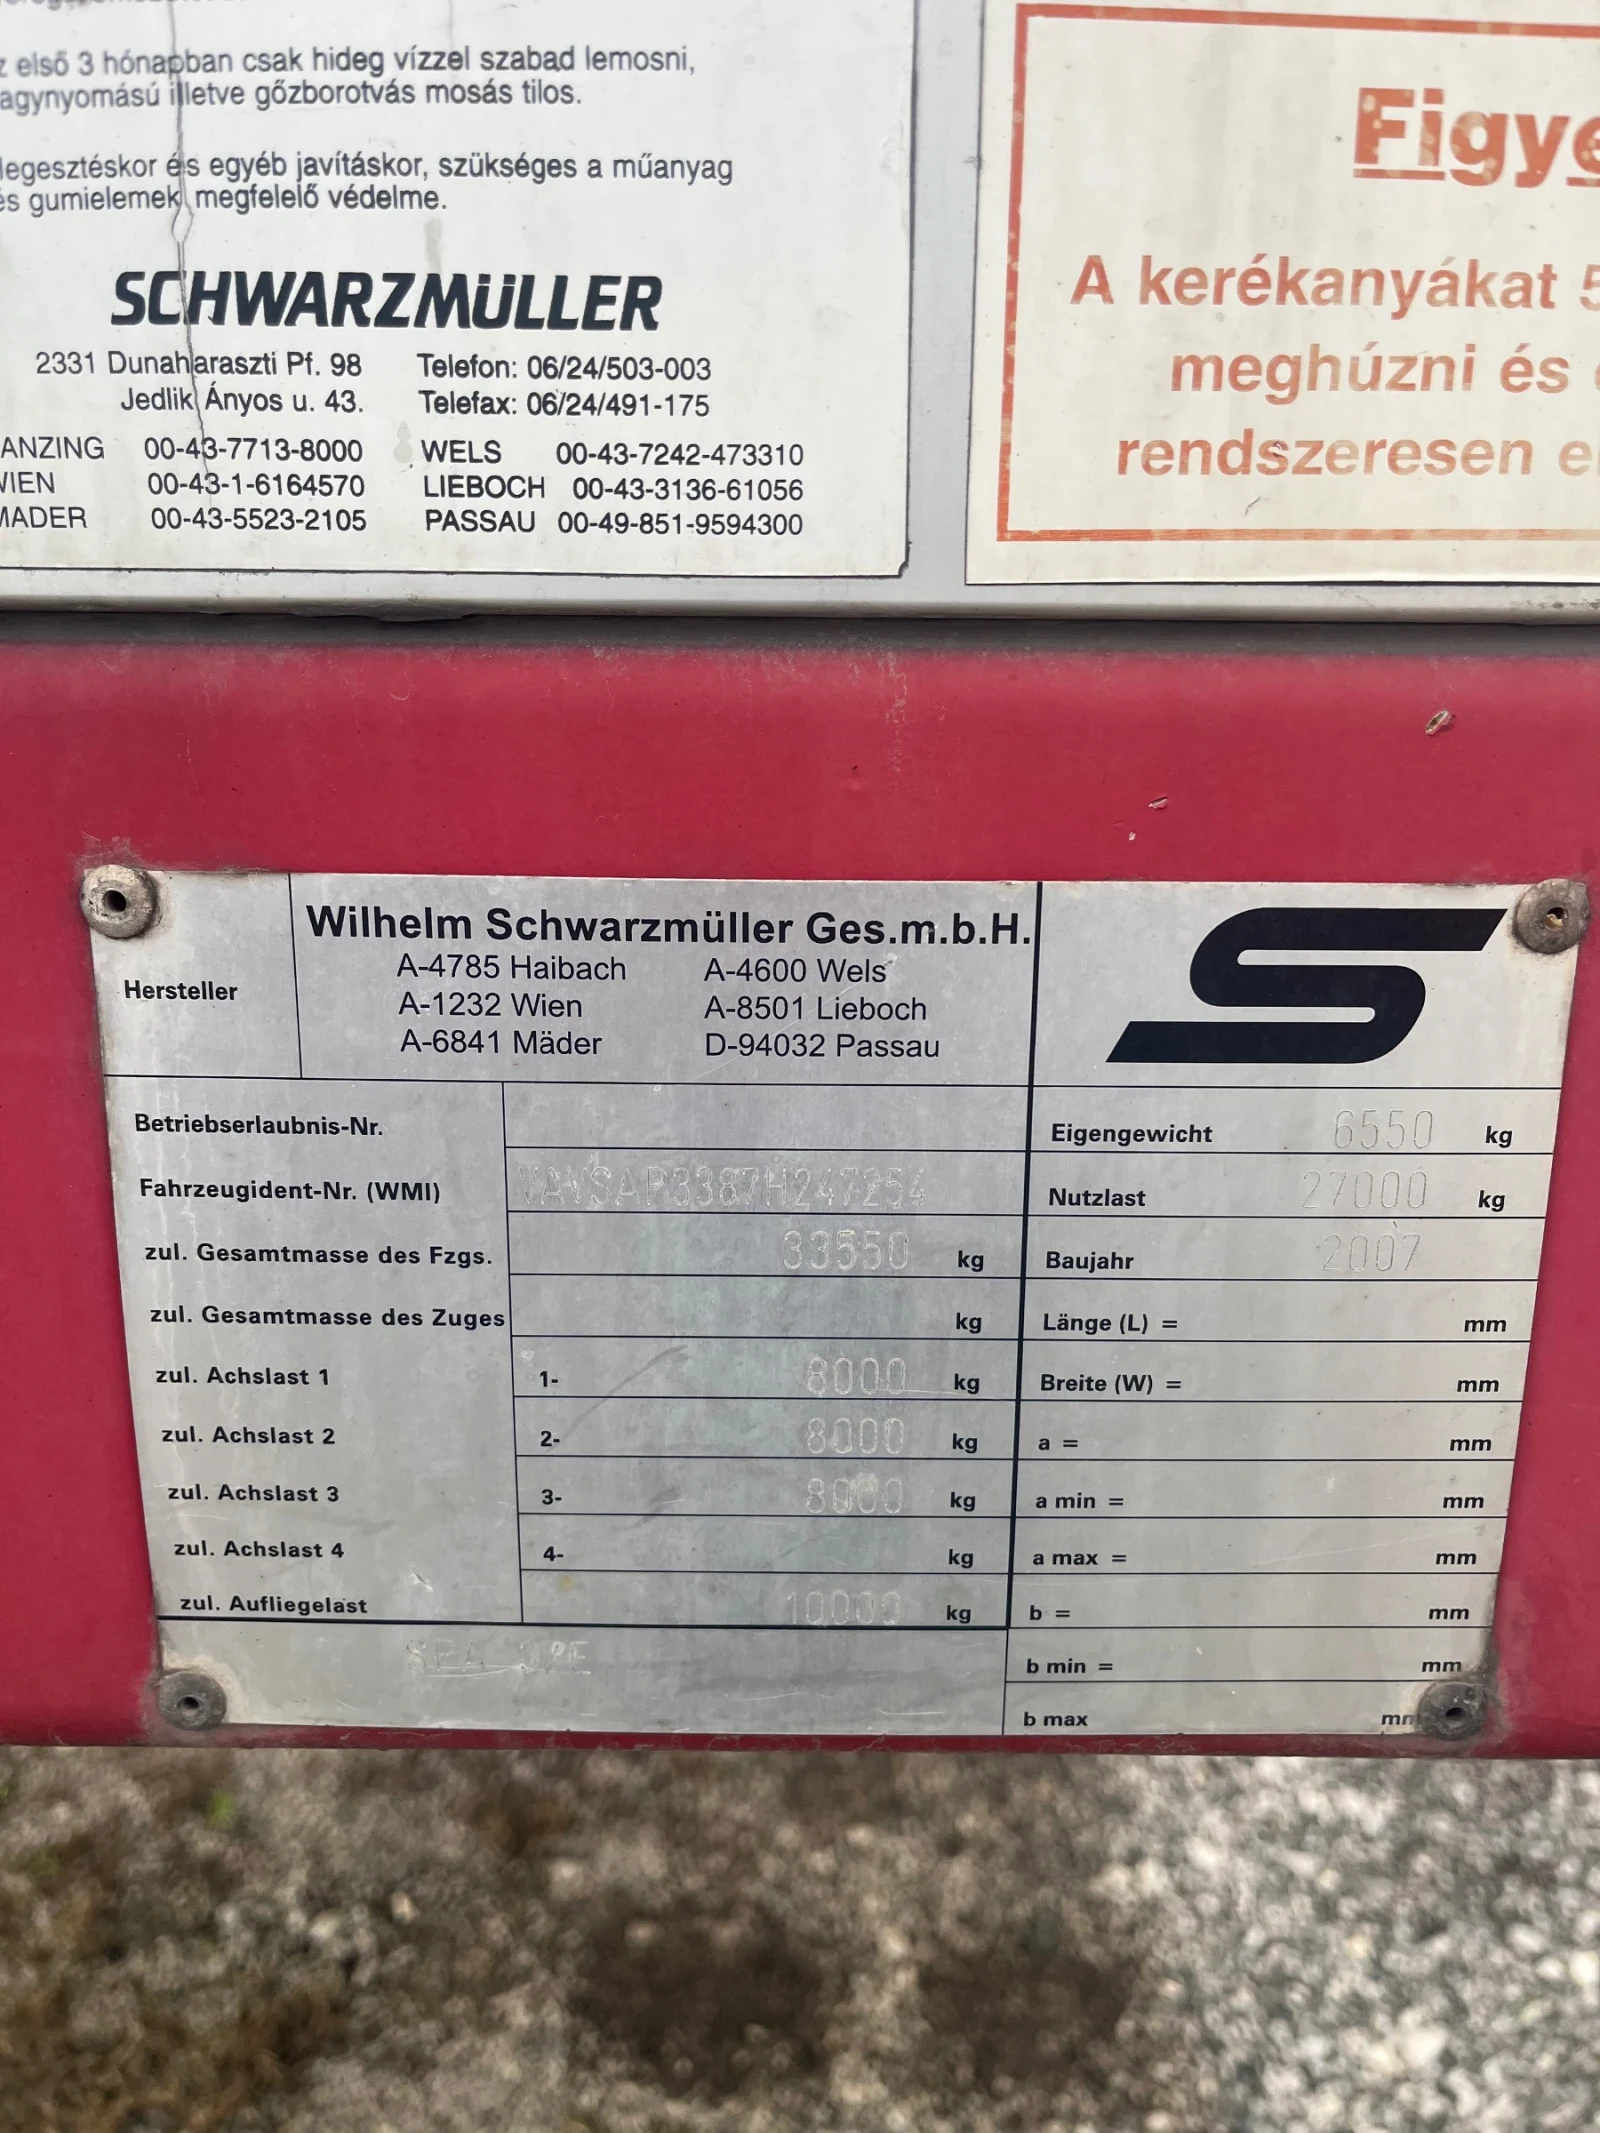 z első 3 hónapban csak hideg vízzel szabad lemosni,
agynyomású illetve gőzborotvás mosás tilos.
legesztéskor és egyéb javításkor, szükséges a műanyag
és gumielemek megfelelő védelme.
SCHWARZMÜLLER
2331 Dunaharaszti Pf. 98 Telefon: 06/24/503-003
Jedlik Ányos u. 43. Telefax: 06/24/491-175
ANZING 00-43-7713-8000 WELS 00-43-7242-473310
WIEN 00-43-1-6164570 LIEBOCH 00-43-3136-61056
MADER 00-43-5523-2105 PASSAU 00-49-851-9594300
Figye
A kerékanyákat 5
meghúzni és
rendszeresen e
Hersteller
Wilhelm Schwarzmüller Ges.m.b.H.
A-4785 Haibach A-4600 Wels
A-1232 Wien A-8501 Lieboch
A-6841 Mäder D-94032 Passau
S
Betriebserlaubnis-Nr.
Fahrzeugident-Nr. (WMI) VAVSAP3387H247254
zul. Gesamtmasse des Fzgs. 33550 kg
zul. Gesamtmasse des Zuges kg
zul. Achslast 1 1- 8000 kg
zul. Achslast 2 2- 8000 kg
zul. Achslast 3 3- 8000 kg
zul. Achslast 4 4- kg
zul. Aufliegelast 10000 kg
Eigengewicht 6550 kg
Nutzlast 27000 kg
Baujahr 2007
Länge (L) = mm
Breite (W) = mm
a = mm
a min = mm
a max = mm
b = mm
b min = mm
b max mm